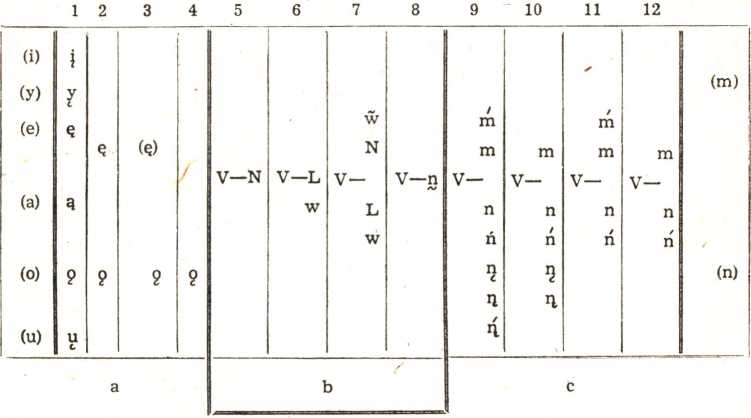 1 2 3 4 5 6 7 8 9 10 11 12
(i) į
(m)
(y) y̨
(e) ę w̃ ḿ ḿ
ę (ę) N m m m m
V—N V—L V— V—n̰ V— V— V— V—
(a) ą w L n n n n
w ń ń ń ń
(o) ǫ ǫ ǫ ǫ n̨ n̨ (n)
ɳ ɳ
(u) ų ɳ́
a b c